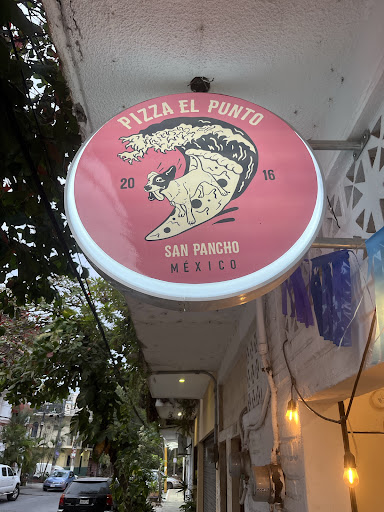 PIZZA EL PUNTO
20 16
SAN PANCHO
MÉXICO